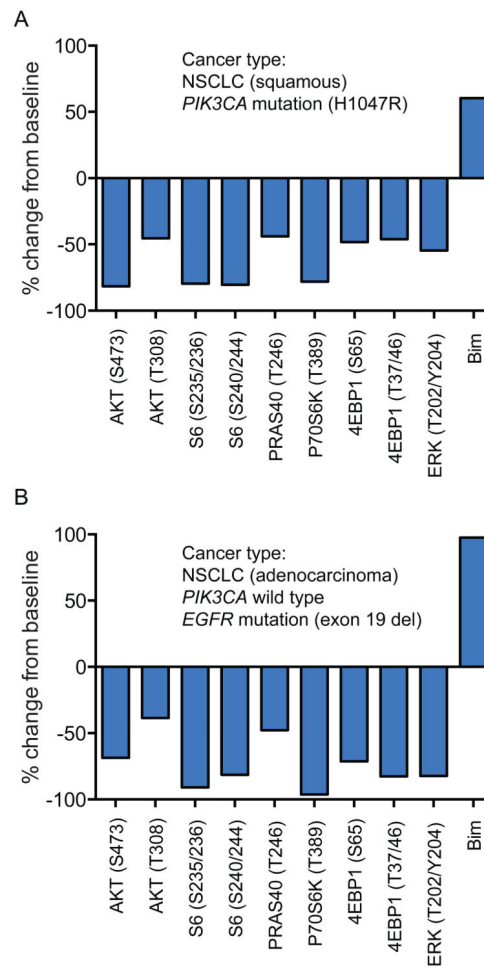 A
% change from baseline
100
50
0
-50
-100
Cancer type:
NSCLC (squamous)
PIK3CA mutation (H1047R)
AKT (S473)
AKT (T308)
S6 (S235/236)
S6 (S240/244)
PRAS40 (T246)
P70S6K (T389)
4EBP1 (S65)
4EBP1 (T37/46)
ERK (T202/Y204)
Bim
B
% change from baseline
100
50
0
-50
-100
Cancer type:
NSCLC (adenocarcinoma)
PIK3CA wild type
EGFR mutation (exon 19 del)
AKT (S473)
AKT (T308)
S6 (S235/236)
S6 (S240/244)
PRAS40 (T246)
P70S6K (T389)
4EBP1 (S65)
4EBP1 (T37/46)
ERK (T202/Y204)
Bim